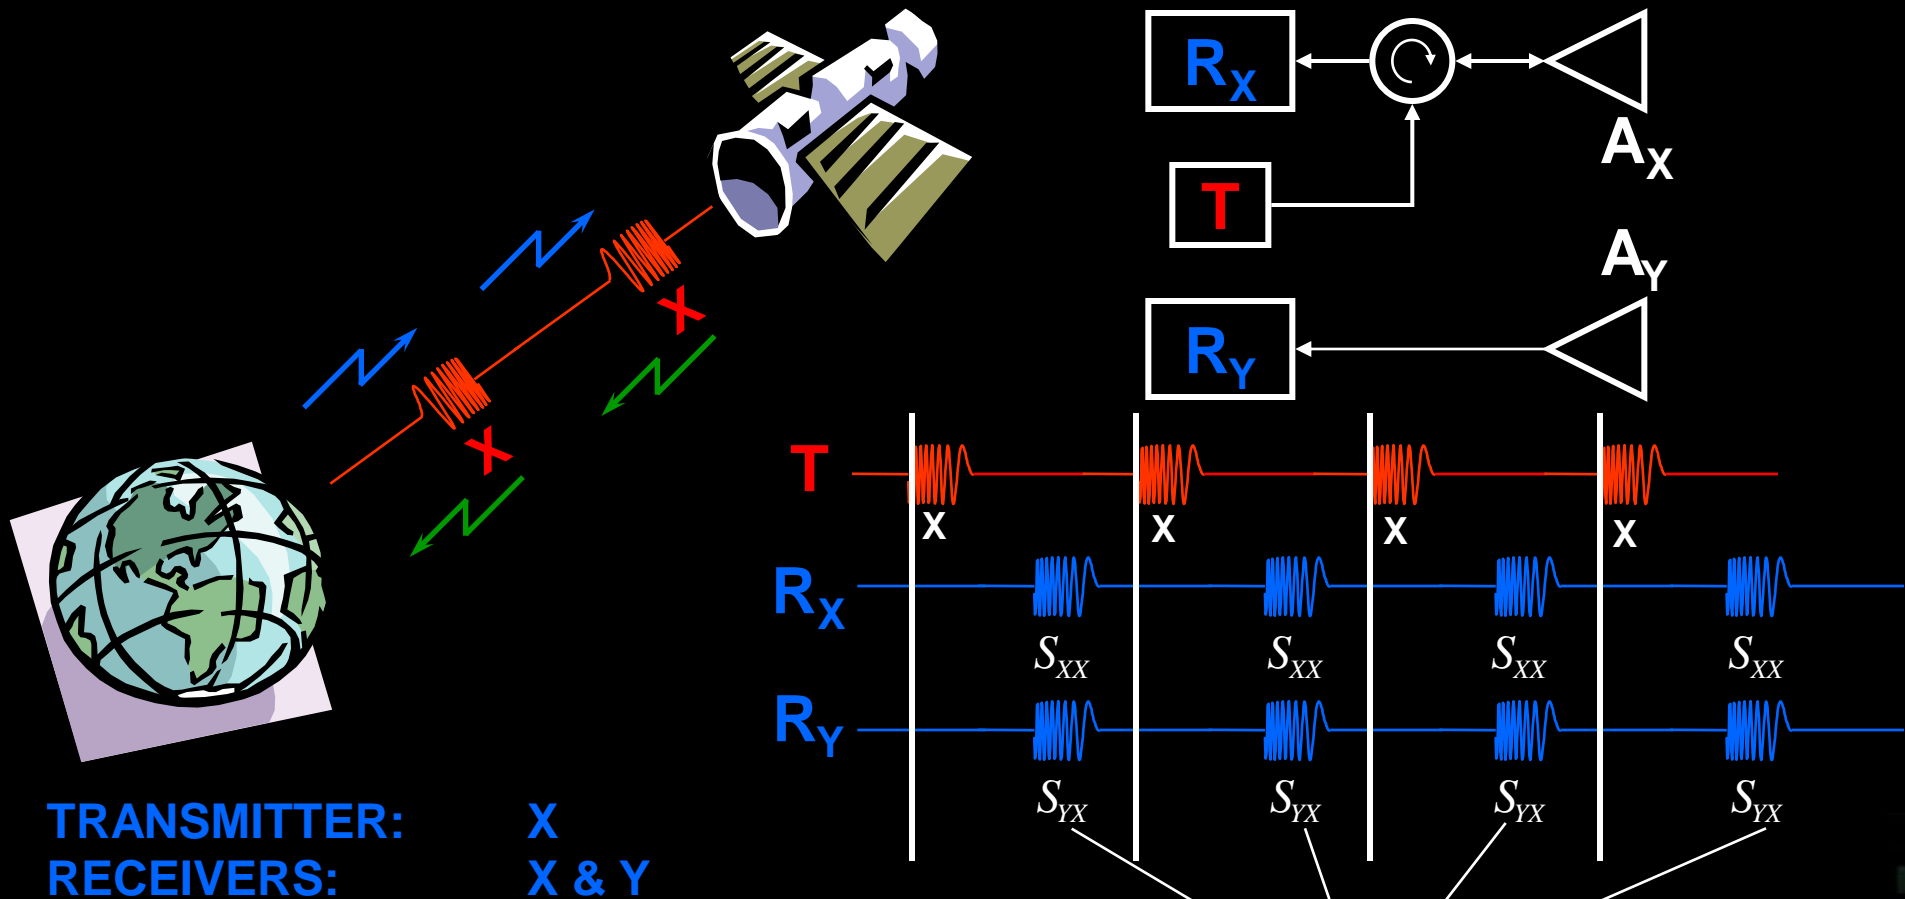 R_X
A_X
T
A_Y
R_Y
X
X
T
X X X X
R_X
S_XX S_XX S_XX S_XX
R_Y
S_YX S_YX S_YX S_YX
TRANSMITTER: X
RECEIVERS: X & Y